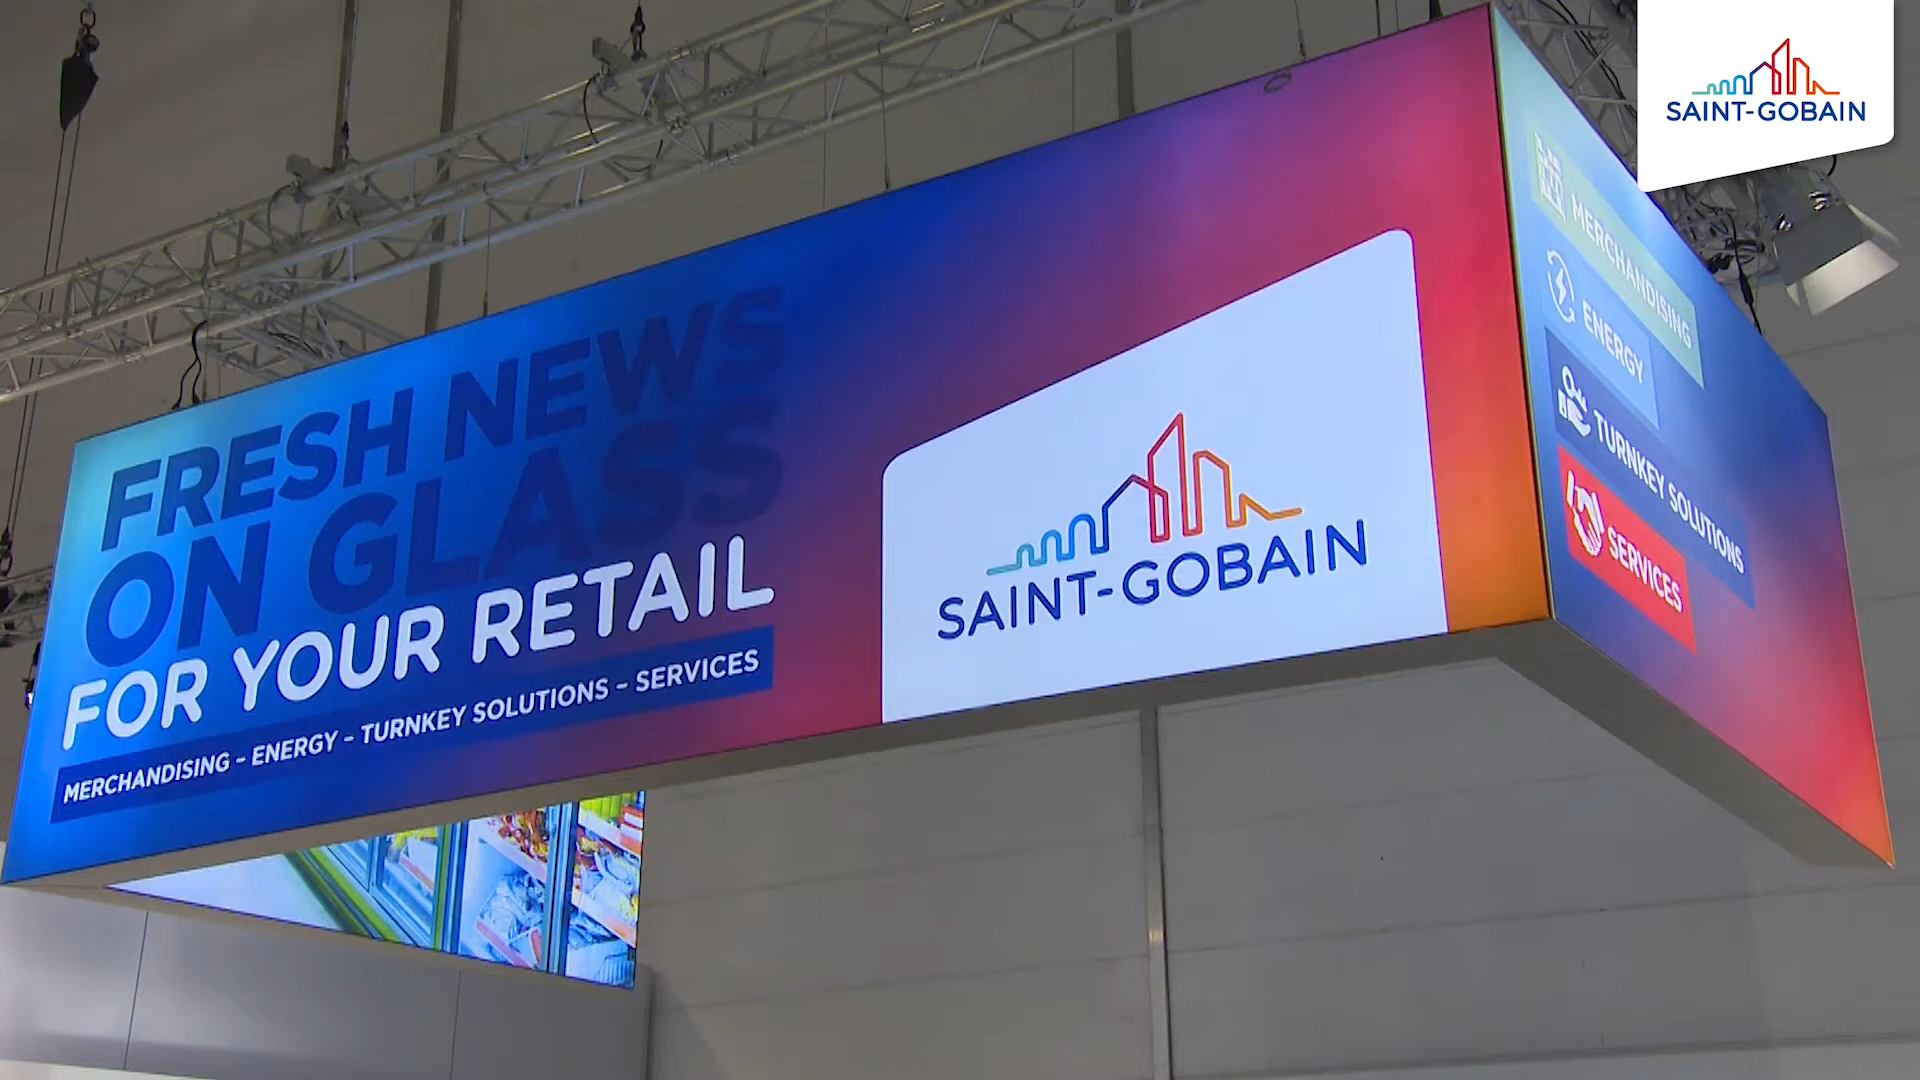 FRESH NEWS
ON GLASS
FOR YOUR RETAIL
MERCHANDISING - ENERGY - TURNKEY SOLUTIONS - SERVICES
SAINT-GOBAIN
MERCHANDISING
ENERGY
TURNKEY SOLUTIONS
SERVICES
SAINT-GOBAIN